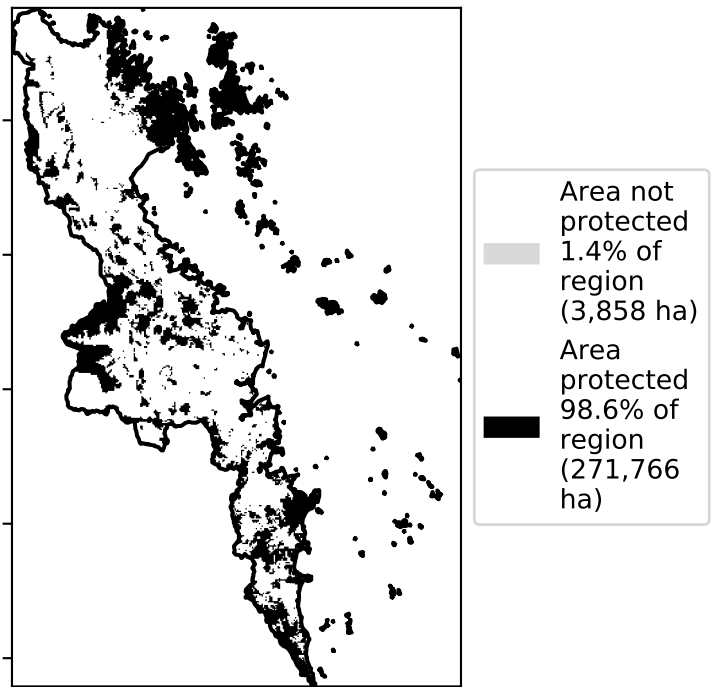 Area not
protected
1.4% of
region
(3,858 ha)
Area
protected
98.6% of
region
(271,766
ha)